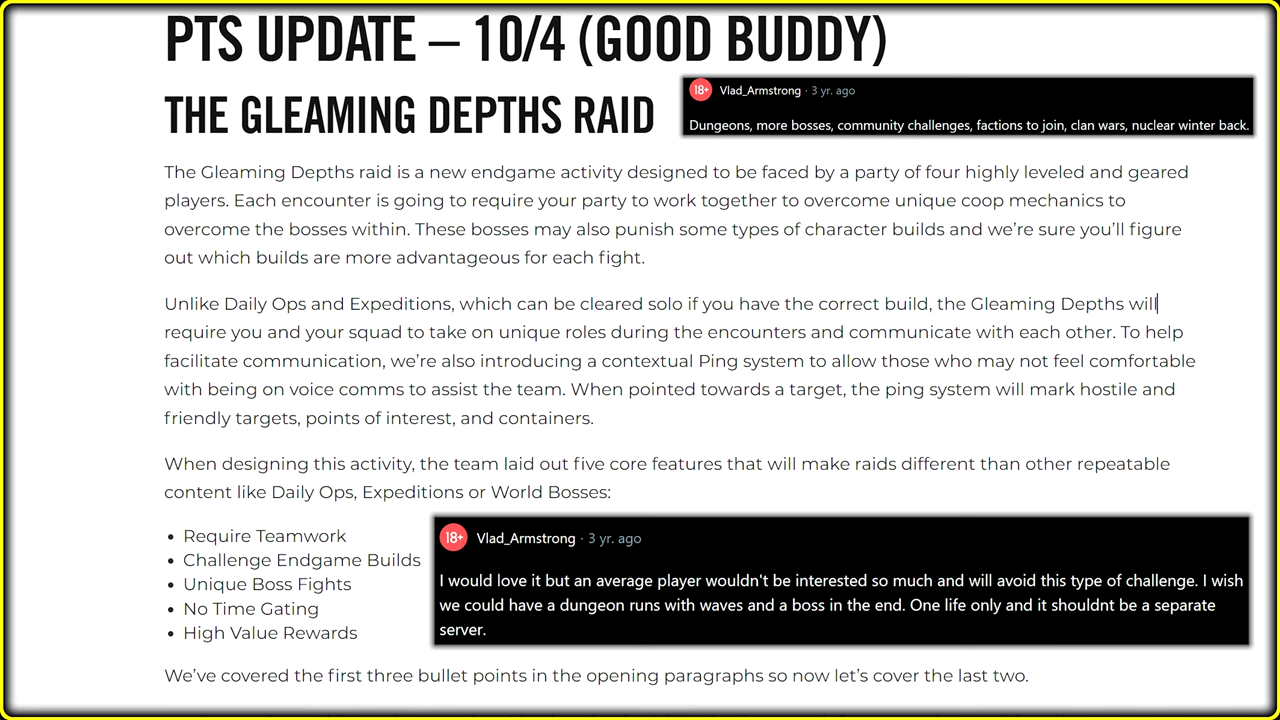 PTS UPDATE – 10/4 (GOOD BUDDY)
THE GLEAMING DEPTHS RAID
18+ Vlad_Armstrong · 3 yr. ago
Dungeons, more bosses, community challenges, factions to join, clan wars, nuclear winter back.
The Gleaming Depths raid is a new endgame activity designed to be faced by a party of four highly leveled and geared
players. Each encounter is going to require your party to work together to overcome unique coop mechanics to
overcome the bosses within. These bosses may also punish some types of character builds and we’re sure you’ll figure
out which builds are more advantageous for each fight.
Unlike Daily Ops and Expeditions, which can be cleared solo if you have the correct build, the Gleaming Depths will
require you and your squad to take on unique roles during the encounters and communicate with each other. To help
facilitate communication, we’re also introducing a contextual Ping system to allow those who may not feel comfortable
with being on voice comms to assist the team. When pointed towards a target, the ping system will mark hostile and
friendly targets, points of interest, and containers.
When designing this activity, the team laid out five core features that will make raids different than other repeatable
content like Daily Ops, Expeditions or World Bosses:
• Require Teamwork
• Challenge Endgame Builds
• Unique Boss Fights
• No Time Gating
• High Value Rewards
18+ Vlad_Armstrong · 3 yr. ago
I would love it but an average player wouldn't be interested so much and will avoid this type of challenge. I wish
we could have a dungeon runs with waves and a boss in the end. One life only and it shouldnt be a separate
server.
We’ve covered the first three bullet points in the opening paragraphs so now let’s cover the last two.